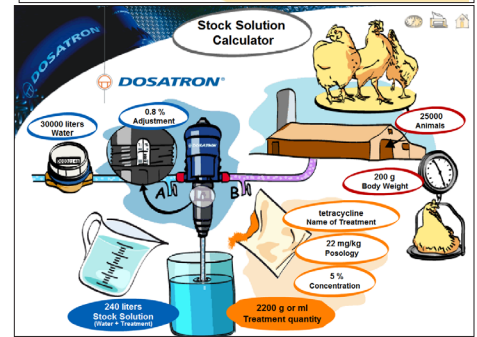 Stock Solution
Calculator
DOSATRON
DOSATRON®
30000 liters
Water
0.8 %
Adjustment
25000
Animals
200 g
Body Weight
DOSATRON
A
B
tetracycline
Name of Treatment
22 mg/kg
Posology
5 %
Concentration
240 liters
Stock Solution
(Water + Treatment)
2200 g or ml
Treatment quantity